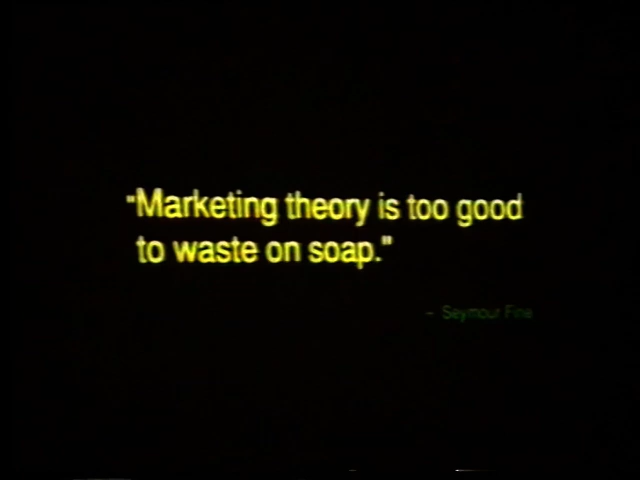 "Marketing theory is too good
to waste on soap."
- Seymour Fine